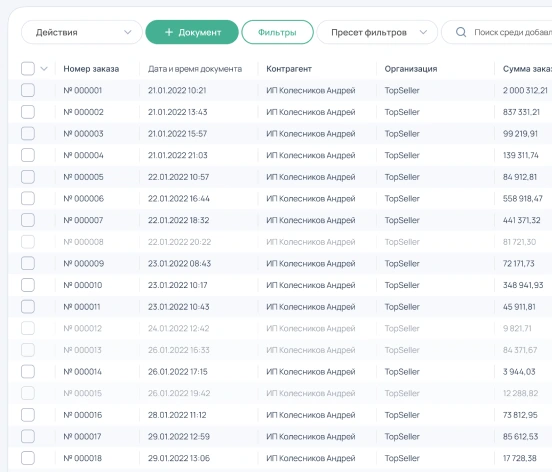 Действия + Документ Фильтры Пресет фильтров Поиск среди добавл
Номер заказа Дата и время документа Контрагент Организация Сумма заказ
№ 000001 21.01.2022 10:21 ИП Колесников Андрей TopSeller 2 000 312,21
№ 000002 21.01.2022 13:43 ИП Колесников Андрей TopSeller 837 331,21
№ 000003 21.01.2022 15:57 ИП Колесников Андрей TopSeller 99 219,91
№ 000004 21.01.2022 21:03 ИП Колесников Андрей TopSeller 139 311,74
№ 000005 22.01.2022 10:57 ИП Колесников Андрей TopSeller 84 912,81
№ 000006 22.01.2022 16:44 ИП Колесников Андрей TopSeller 558 918,47
№ 000007 22.01.2022 18:32 ИП Колесников Андрей TopSeller 441 371,32
№ 000008 22.01.2022 20:22 ИП Колесников Андрей TopSeller 81 721,30
№ 000009 23.01.2022 08:43 ИП Колесников Андрей TopSeller 72 171,73
№ 000010 23.01.2022 10:17 ИП Колесников Андрей TopSeller 348 941,93
№ 000011 23.01.2022 10:43 ИП Колесников Андрей TopSeller 45 911,81
№ 000012 24.01.2022 12:42 ИП Колесников Андрей TopSeller 9 821,71
№ 000013 26.01.2022 16:33 ИП Колесников Андрей TopSeller 84 371,67
№ 000014 26.01.2022 17:15 ИП Колесников Андрей TopSeller 3 944,03
№ 000015 26.01.2022 19:42 ИП Колесников Андрей TopSeller 12 288,82
№ 000016 28.01.2022 11:12 ИП Колесников Андрей TopSeller 73 812,95
№ 000017 29.01.2022 12:59 ИП Колесников Андрей TopSeller 85 612,53
№ 000018 29.01.2022 13:06 ИП Колесников Андрей TopSeller 17 728,38